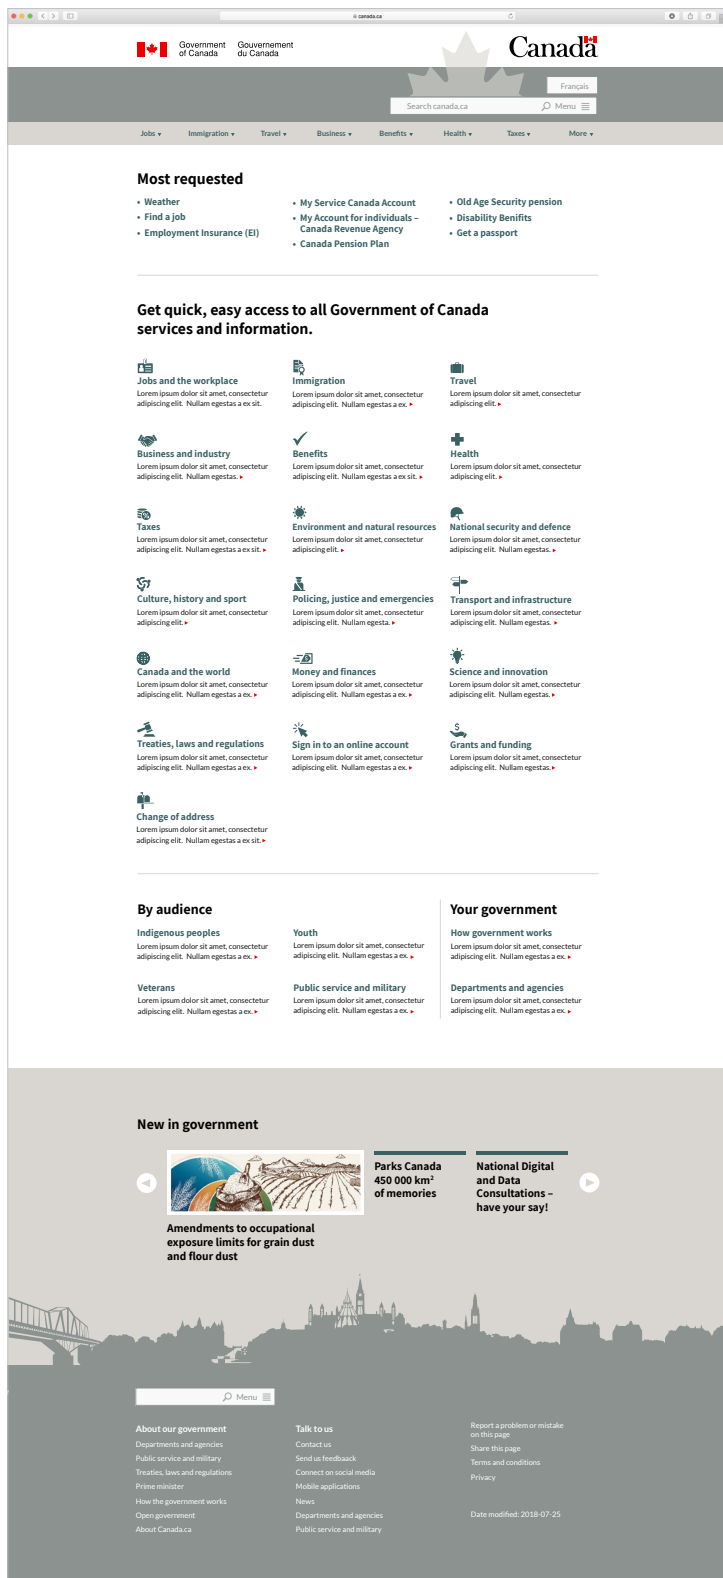 canada.ca
Government
of Canada
Gouvernement
du Canada
Canada
Français
Search canada.ca
Menu
Jobs
Immigration
Travel
Business
Benefits
Health
Taxes
More
Most requested
• Weather
• Find a job
• Employment Insurance (EI)
• My Service Canada Account
• My Account for individuals –
Canada Revenue Agency
• Canada Pension Plan
• Old Age Security pension
• Disability Benifits
• Get a passport
Get quick, easy access to all Government of Canada
services and information.
Jobs and the workplace
Lorem ipsum dolor sit amet, consectetur
adipiscing elit. Nullam egestas a ex sit.
Immigration
Lorem ipsum dolor sit amet, consectetur
adipiscing elit. Nullam egestas a ex.
Travel
Lorem ipsum dolor sit amet, consectetur
adipiscing elit.
Business and industry
Lorem ipsum dolor sit amet, consectetur
adipiscing elit. Nullam egestas.
Benefits
Lorem ipsum dolor sit amet, consectetur
adipiscing elit. Nullam egestas a ex sit.
Health
Lorem ipsum dolor sit amet, consectetur
adipiscing elit.
Taxes
Lorem ipsum dolor sit amet, consectetur
adipiscing elit. Nullam egestas a ex sit.
Environment and natural resources
Lorem ipsum dolor sit amet, consectetur
adipiscing elit.
National security and defence
Lorem ipsum dolor sit amet, consectetur
adipiscing elit. Nullam egestas.
Culture, history and sport
Lorem ipsum dolor sit amet, consectetur
adipiscing elit.
Policing, justice and emergencies
Lorem ipsum dolor sit amet, consectetur
adipiscing elit. Nullam egesta.
Transport and infrastructure
Lorem ipsum dolor sit amet, consectetur
adipiscing elit. Nullam egestas.
Canada and the world
Lorem ipsum dolor sit amet, consectetur
adipiscing elit. Nullam egestas a ex.
Money and finances
Lorem ipsum dolor sit amet, consectetur
adipiscing elit. Nullam egestas a ex.
Science and innovation
Lorem ipsum dolor sit amet, consectetur
adipiscing elit. Nullam egestas.
Treaties, laws and regulations
Lorem ipsum dolor sit amet, consectetur
adipiscing elit. Nullam egestas a ex.
Sign in to an online account
Lorem ipsum dolor sit amet, consectetur
adipiscing elit. Nullam egestas a ex.
Grants and funding
Lorem ipsum dolor sit amet, consectetur
adipiscing elit. Nullam egestas.
Change of address
Lorem ipsum dolor sit amet, consectetur
adipiscing elit. Nullam egestas a ex sit.
By audience
Indigenous peoples
Lorem ipsum dolor sit amet, consectetur
adipiscing elit. Nullam egestas a ex.
Youth
Lorem ipsum dolor sit amet, consectetur
adipiscing elit. Nullam egestas a ex.
Veterans
Lorem ipsum dolor sit amet, consectetur
adipiscing elit. Nullam egestas a ex.
Public service and military
Lorem ipsum dolor sit amet, consectetur
adipiscing elit. Nullam egestas a ex.
Your government
How government works
Lorem ipsum dolor sit amet, consectetur
adipiscing elit. Nullam egestas a ex.
Departments and agencies
Lorem ipsum dolor sit amet, consectetur
adipiscing elit. Nullam egestas a ex.
New in government
Amendments to occupational
exposure limits for grain dust
and flour dust
Parks Canada
450 000 km²
of memories
National Digital
and Data
Consultations –
have your say!
Menu
About our government
Departments and agencies
Public service and military
Treaties, laws and regulations
Prime minister
How the government works
Open government
About Canada.ca
Talk to us
Contact us
Send us feedbaack
Connect on social media
Mobile applications
News
Departments and agencies
Public service and military
Report a problem or mistake
on this page
Share this page
Terms and conditions
Privacy
Date modified: 2018-07-25